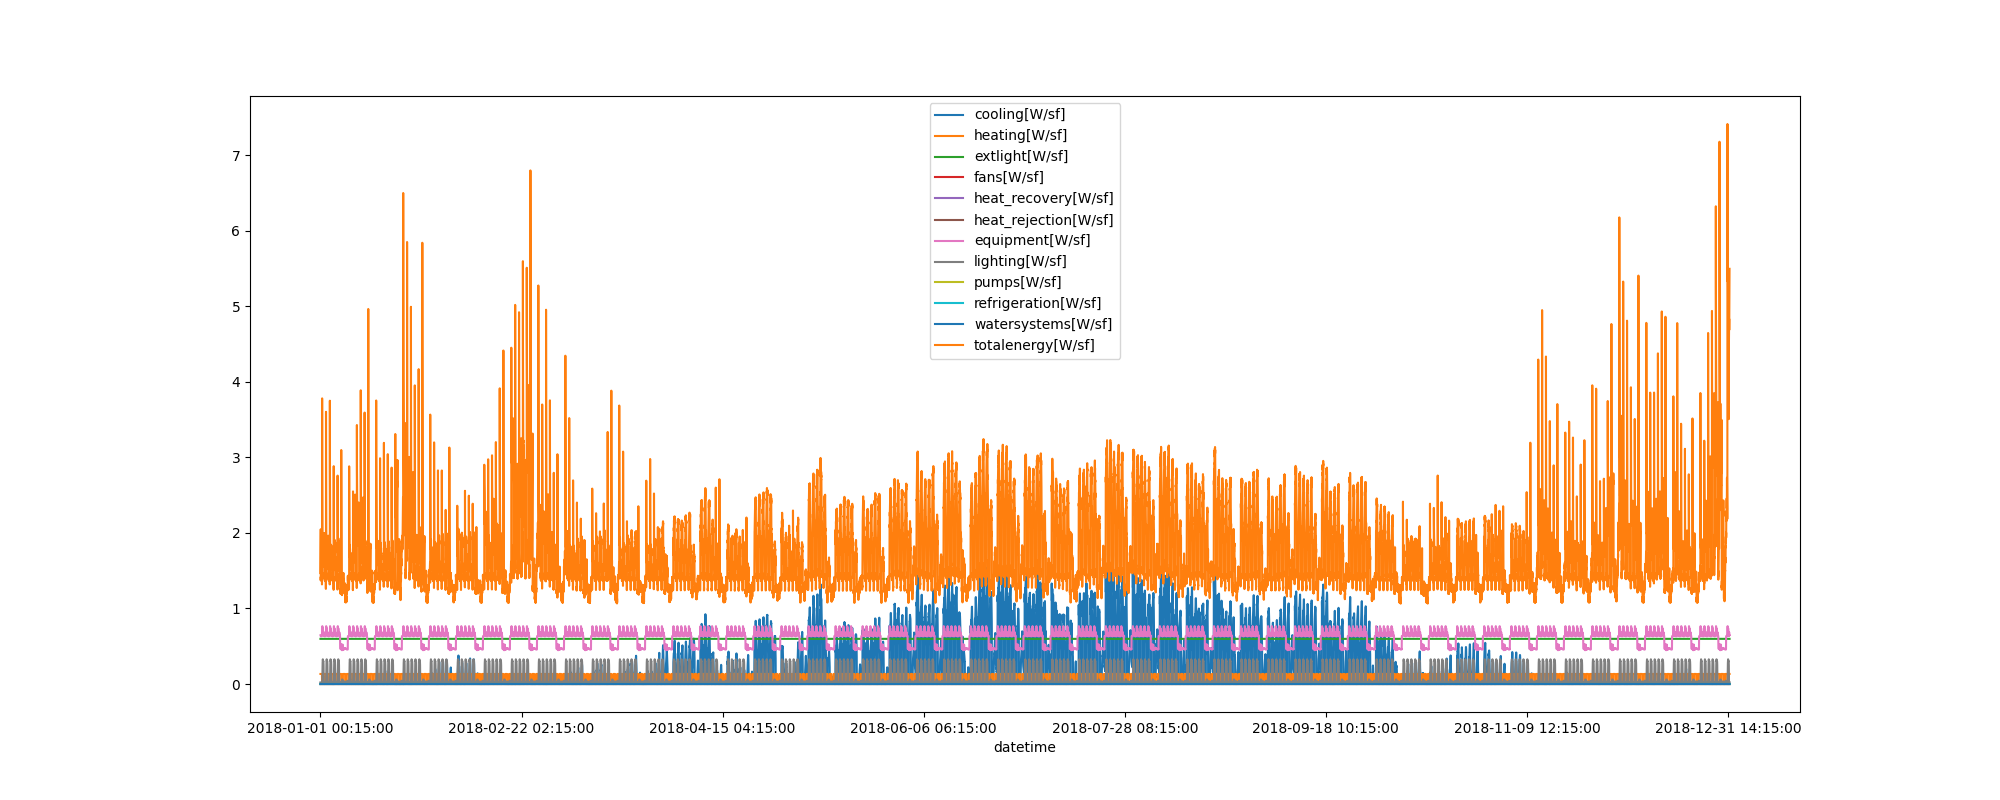 cooling[W/sf]
heating[W/sf]
extlight[W/sf]
fans[W/sf]
heat_recovery[W/sf]
heat_rejection[W/sf]
equipment[W/sf]
lighting[W/sf]
pumps[W/sf]
refrigeration[W/sf]
watersystems[W/sf]
totalenergy[W/sf]
7
6
5
4
3
2
1
0
2018-01-01 00:15:00 2018-02-22 02:15:00 2018-04-15 04:15:00 2018-06-06 06:15:00 2018-07-28 08:15:00 2018-09-18 10:15:00 2018-11-09 12:15:00 2018-12-31 14:15:00
datetime